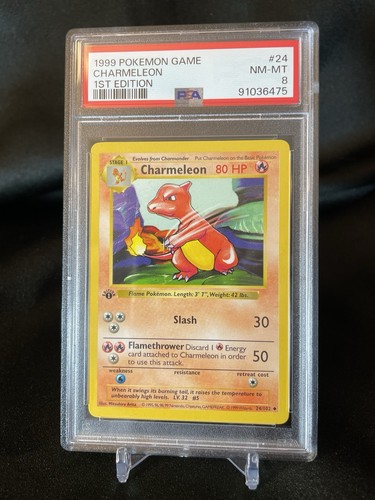 1999 POKEMON GAME #24
CHARMELEON NM-MT
1ST EDITION 8
PSA 91036475
STAGE 1 Evolves from Charmander Put Charmeleon on the Basic Pokémon
Charmeleon 80 HP
Flame Pokémon. Length: 3' 7", Weight: 42 lbs.
Slash 30
Flamethrower Discard 1 Energy
card attached to Charmeleon in order
to use this attack. 50
weakness resistance retreat cost
When it swings its burning tail, it raises the temperature to
unbearably high levels. LV. 32 #5
24/102